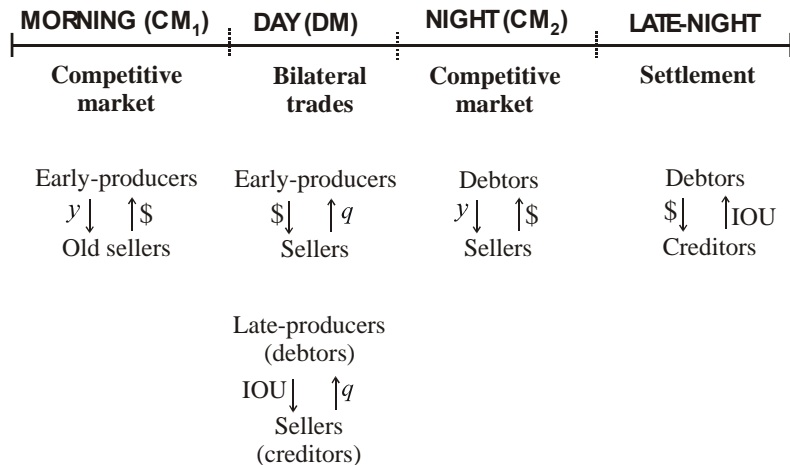 MORNING (CM1) DAY (DM) NIGHT (CM2) LATE-NIGHT
Competitive market Bilateral trades Competitive market Settlement
Early-producers Early-producers Debtors Debtors
y $ $ q y $ $ IOU
Old sellers Sellers Sellers Creditors
Late-producers
(debtors)
IOU q
Sellers
(creditors)